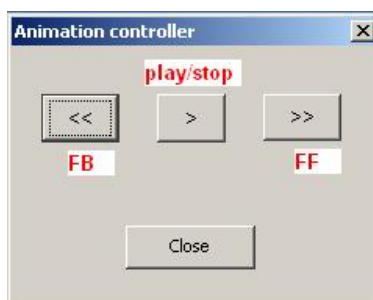 Animation controller
play/stop
<< > >>
FB FF
Close